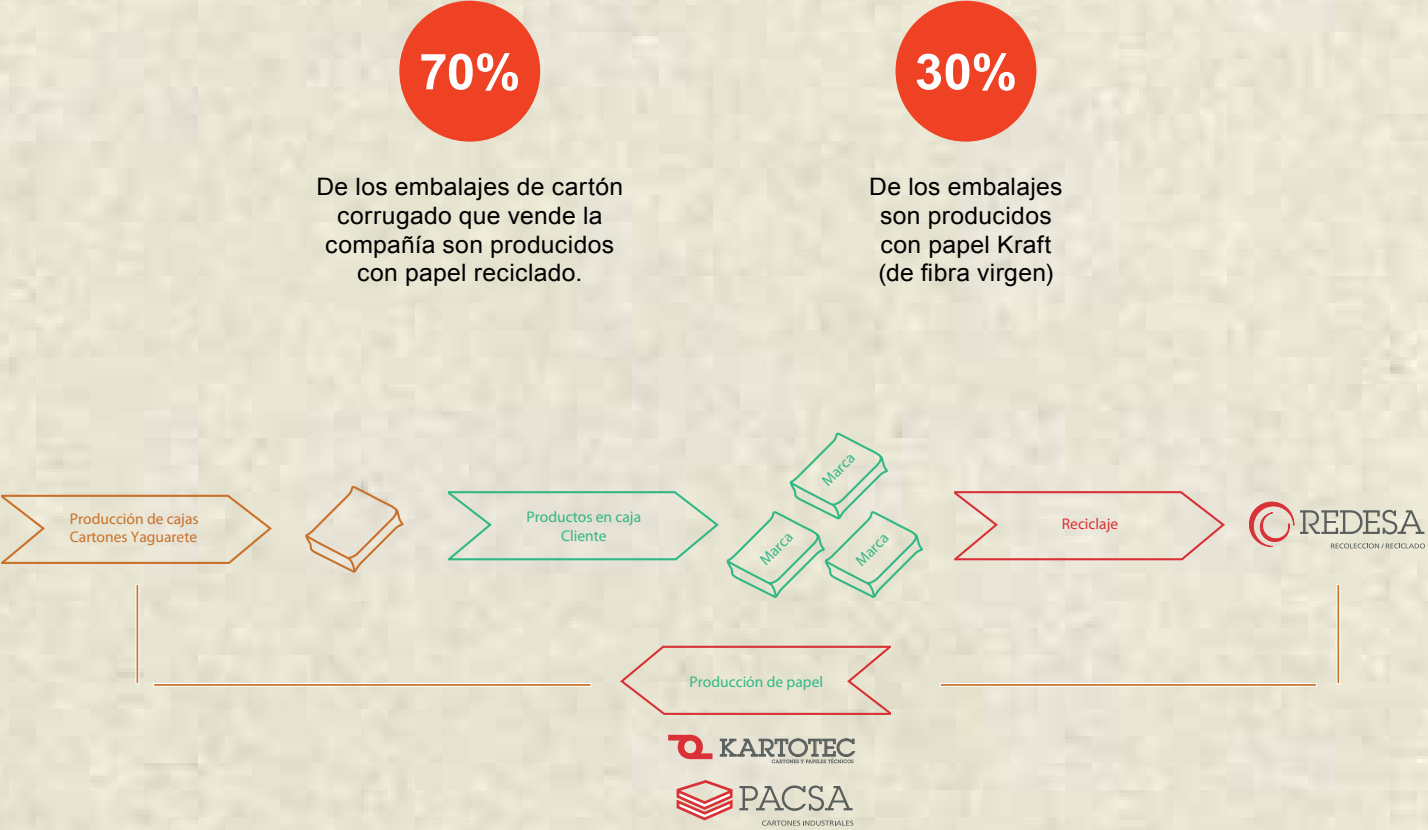 70%
30%
De los embalajes de cartón
corrugado que vende la
compañía son producidos
con papel reciclado.
De los embalajes
son producidos
con papel Kraft
(de fibra virgen)
Producción de cajas
Cartones Yaguarete
Productos en caja
Cliente
Marca
Marca
Marca
Reciclaje
REDESA
RECOLECCION / RECICLADO
Producción de papel
KARTOTEC
CARTONES Y PAPELES TÉCNICOS
PACSA
CARTONES INDUSTRIALES